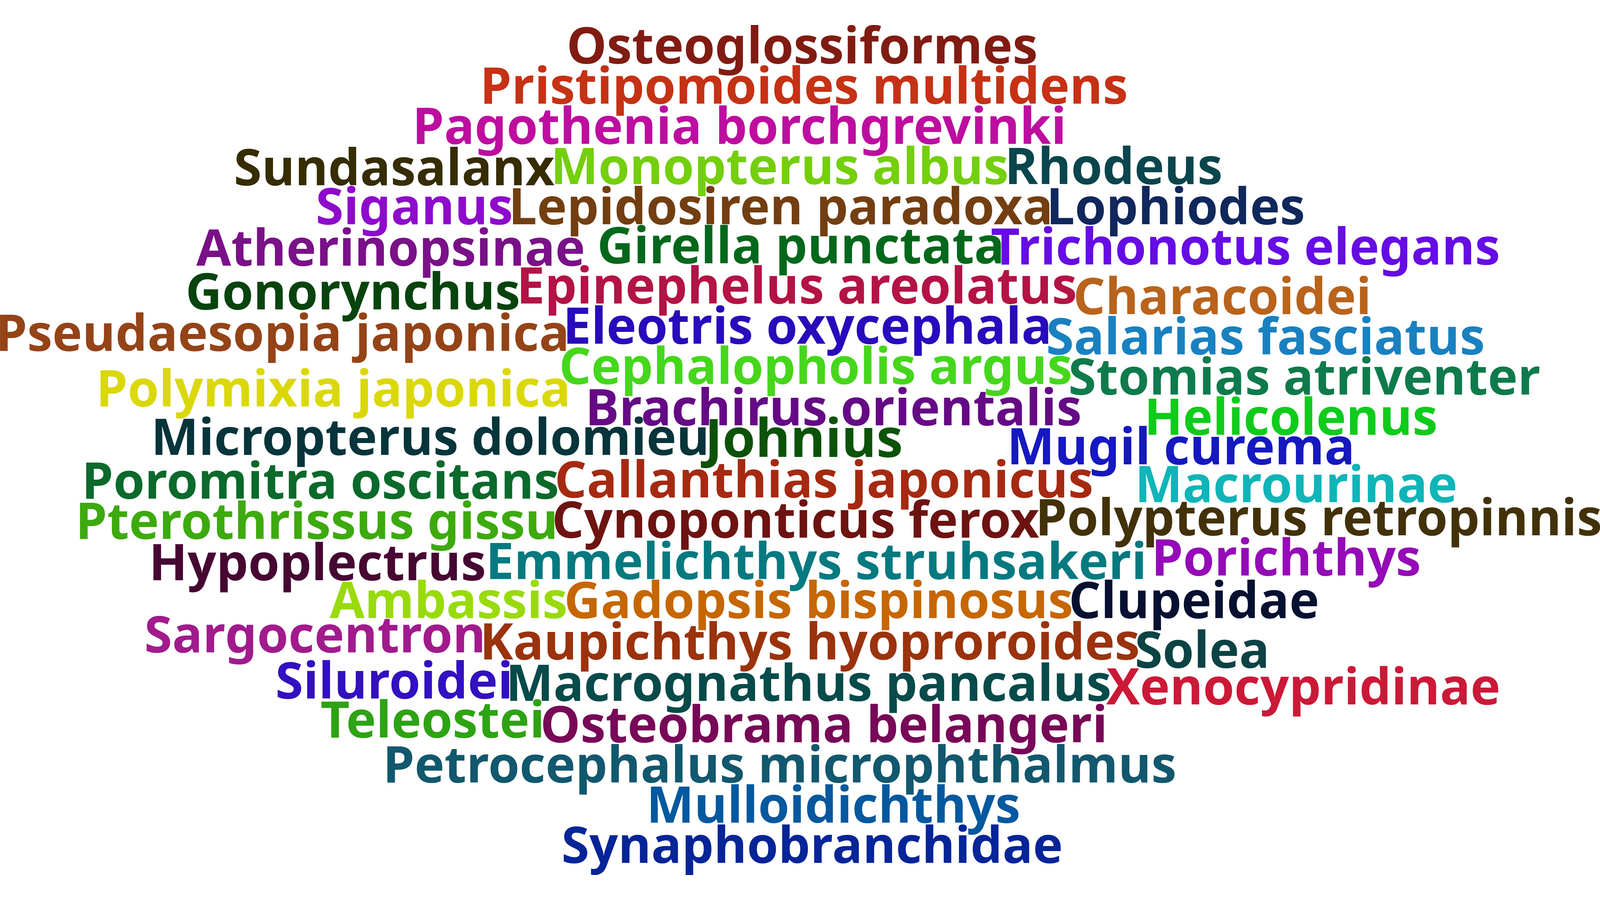 Osteoglossiformes
Pristipomoides multidens
Pagothenia borchgrevinki
Sundasalanx Monopterus albus Rhodeus
Siganus Lepidosiren paradoxa Lophiodes
Atherinopsinae Girella punctata Trichonotus elegans
Gonorynchus Epinephelus areolatus Characoidei
Pseudaesopia japonica Eleotris oxycephala Salarias fasciatus
Polymixia japonica Cephalopholis argus Stomias atriventer
Brachirus orientalis Helicolenus
Micropterus dolomieu Johnius Mugil curema
Poromitra oscitans Callanthias japonicus Macrourinae
Pterothrissus gissu Cynoponticus ferox Polypterus retropinnis
Hypoplectrus Emmelichthys struhsakeri Porichthys
Ambassis Gadopsis bispinosus Clupeidae
Sargocentron Kaupichthys hyoproroides Solea
Siluroidei Macrognathus pancalus Xenocypridinae
Teleostei Osteobrama belangeri
Petrocephalus microphthalmus
Mulloidichthys
Synaphobranchidae